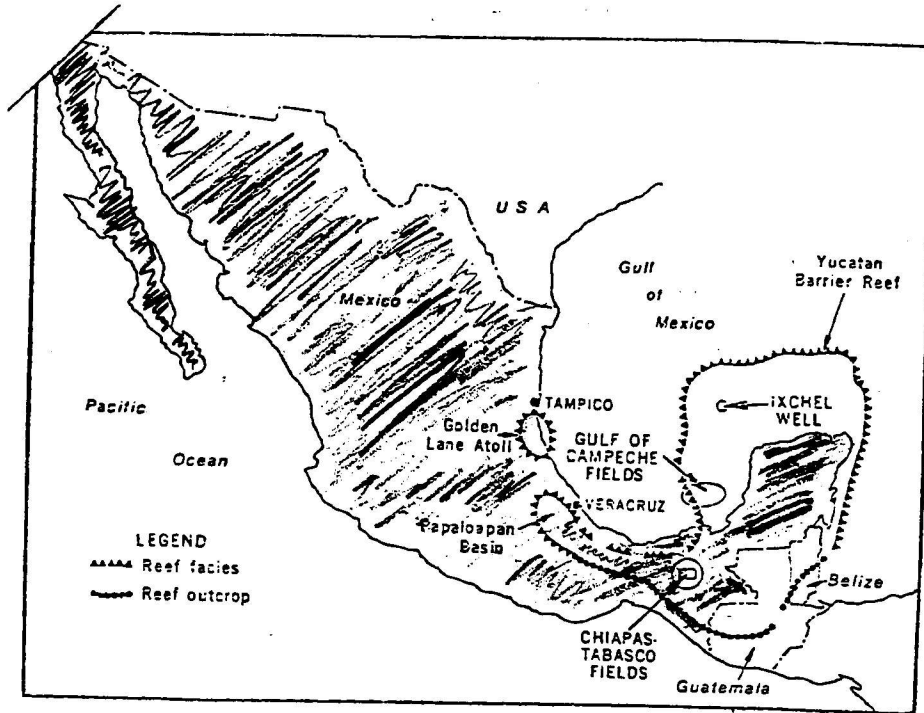 USA
Gulf
of
Mexico
Yucatan
Barrier Reef
Mexico
Pacific
Ocean
TAMPICO
Golden
Lane Atoll
GULF OF
CAMPECHE
FIELDS
IXCHEL
WELL
VERACRUZ
Papaloapan
Basin
LEGEND
Reef facies
Reef outcrop
Belize
CHIAPAS-
TABASCO
FIELDS
Guatemala